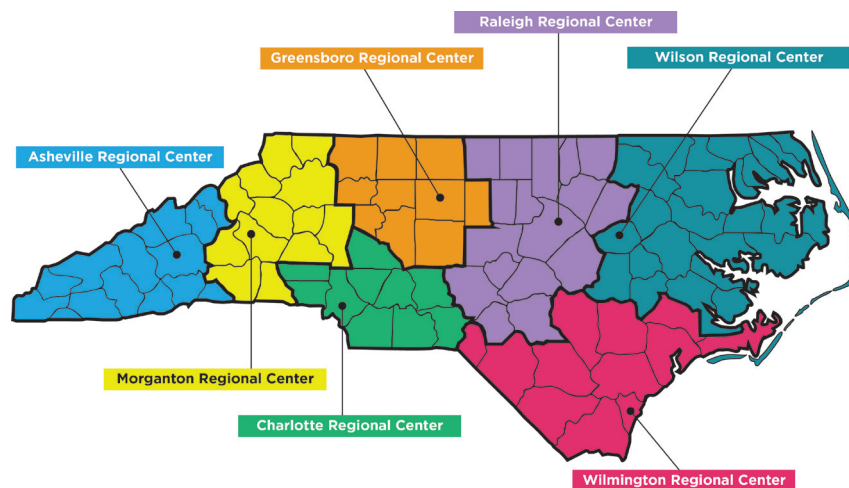 Raleigh Regional Center
Greensboro Regional Center
Wilson Regional Center
Asheville Regional Center
Morganton Regional Center
Charlotte Regional Center
Wilmington Regional Center